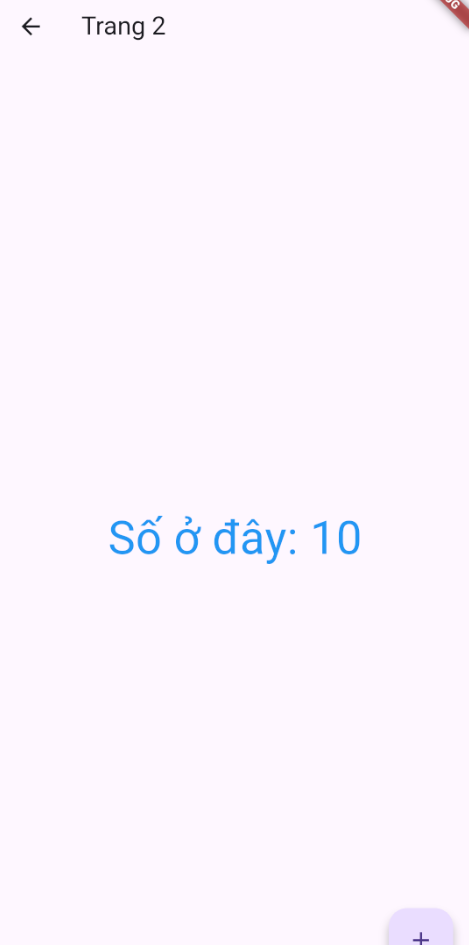 Trang 2
Số ở đây: 10
+